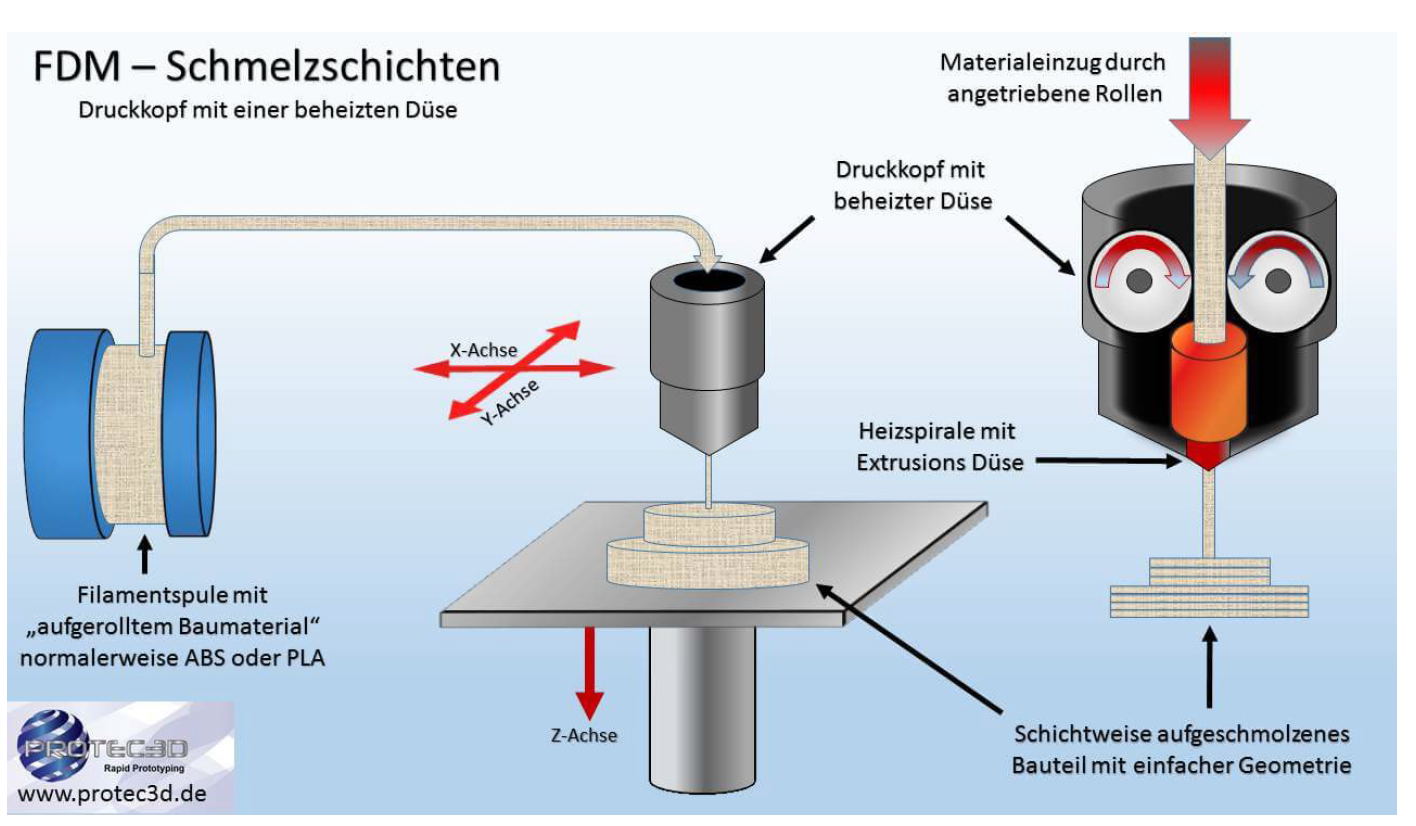 FDM – Schmelzschichten
Druckkopf mit einer beheizten Düse
Materialeinzug durch
angetriebene Rollen
Druckkopf mit
beheizter Düse
X-Achse
Y-Achse
Heizspirale mit
Extrusions Düse
Filamentspule mit
„aufgerolltem Baumaterial“
normalerweise ABS oder PLA
Z-Achse
Schichtweise aufgeschmolzenes
Bauteil mit einfacher Geometrie
PROTEC3D
Rapid Prototyping
www.protec3d.de